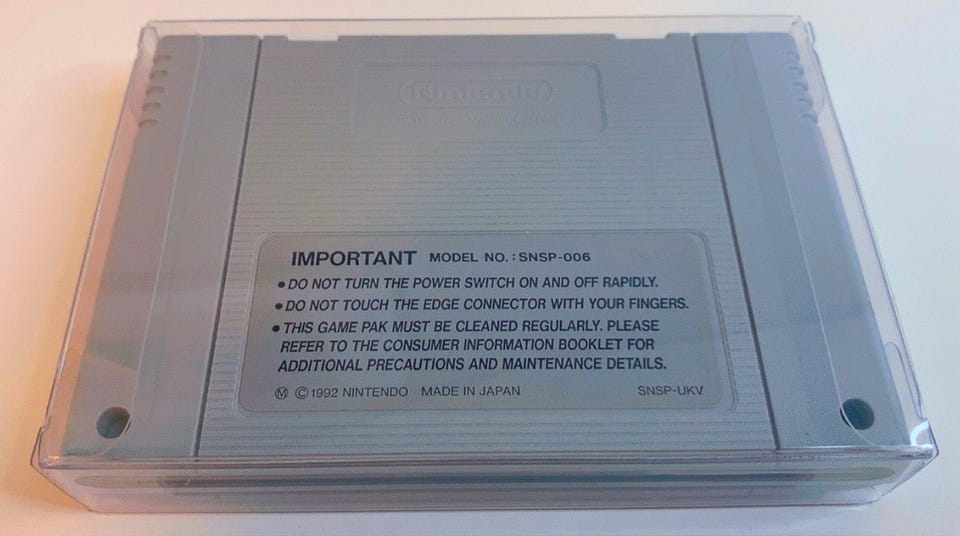 Nintendo
IMPORTANT MODEL NO.: SNSP-006
• DO NOT TURN THE POWER SWITCH ON AND OFF RAPIDLY.
• DO NOT TOUCH THE EDGE CONNECTOR WITH YOUR FINGERS.
• THIS GAME PAK MUST BE CLEANED REGULARLY. PLEASE
REFER TO THE CONSUMER INFORMATION BOOKLET FOR
ADDITIONAL PRECAUTIONS AND MAINTENANCE DETAILS.
Ⓜ © 1992 NINTENDO MADE IN JAPAN SNSP-UKV